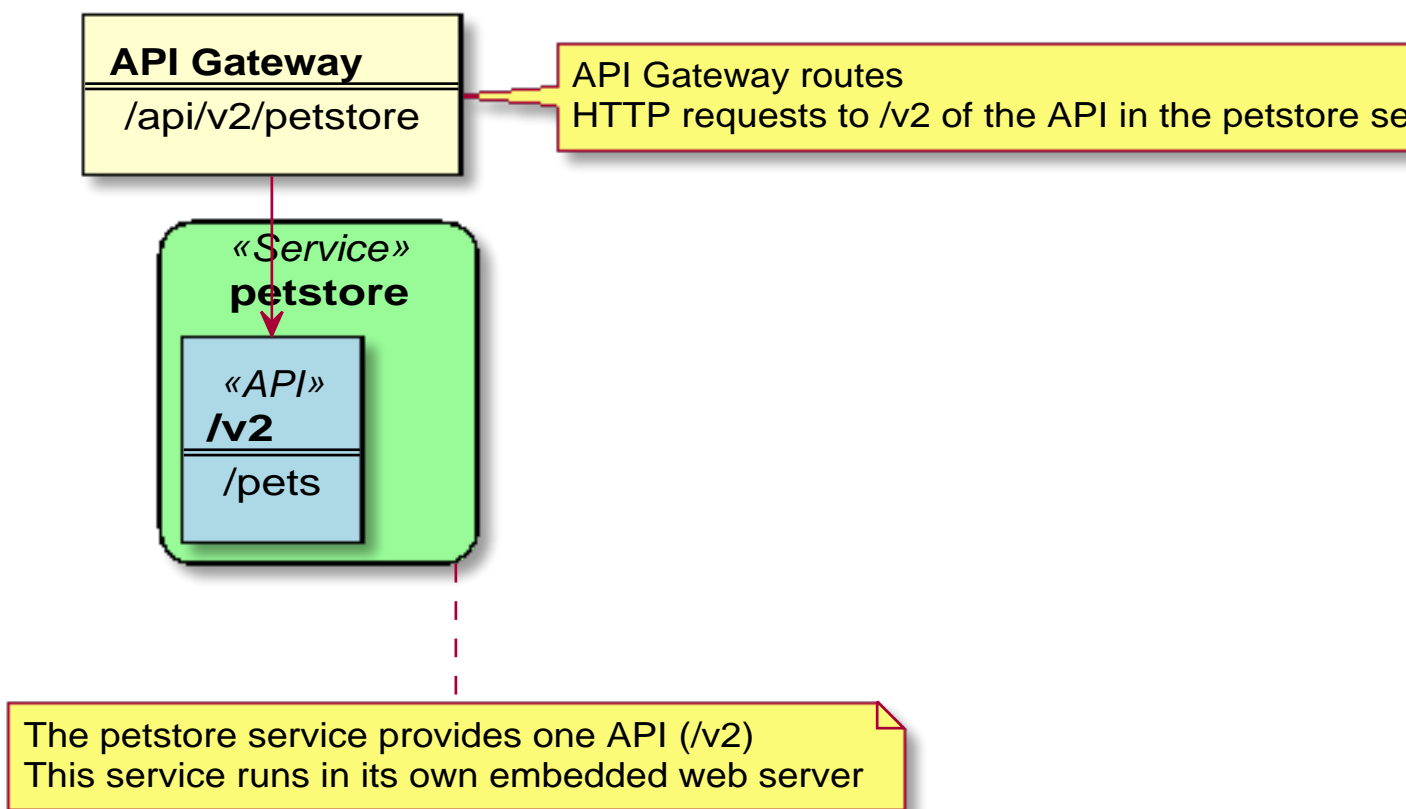 API Gateway
/api/v2/petstore
API Gateway routes
HTTP requests to /v2 of the API in the petstore
«Service»
petstore
«API»
/v2
/pets
The petstore service provides one API (/v2)
This service runs in its own embedded web server